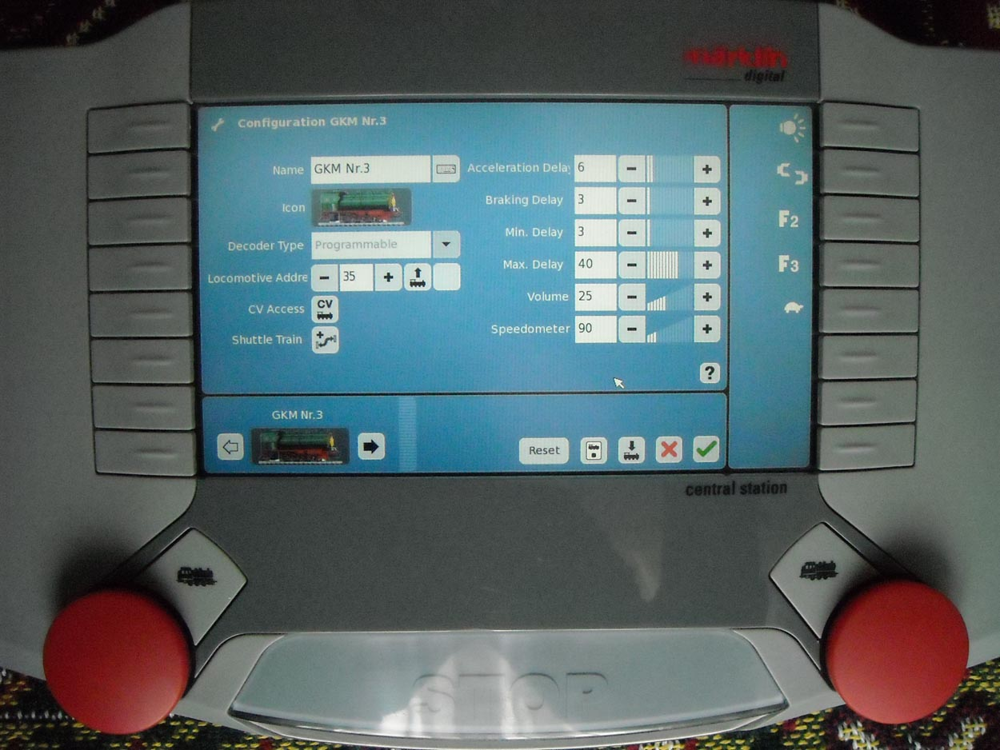 märklin
digital
Configuration GKM Nr.3
Name GKM Nr.3
Icon
Decoder Type Programmable
Locomotive Addre - 35 +
CV Access CV
Shuttle Train
Acceleration Delay 6 - +
Braking Delay 3 - +
Min. Delay 3 - +
Max. Delay 40 - +
Volume 25 - +
Speedometer 90 - +
?
F2
F3
GKM Nr.3
Reset
central station
STOP